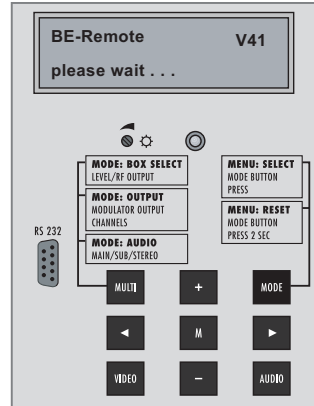 BE-Remote V41
please wait . . .
MODE: BOX SELECT
LEVEL/RF OUTPUT
MODE: OUTPUT
MODULATOR OUTPUT
CHANNELS
MODE: AUDIO
MAIN/SUB/STEREO
MENU: SELECT
MODE BUTTON
PRESS
MENU: RESET
MODE BUTTON
PRESS 2 SEC
RS 232
MULTI + MODE
◄ M ►
VIDEO – AUDIO